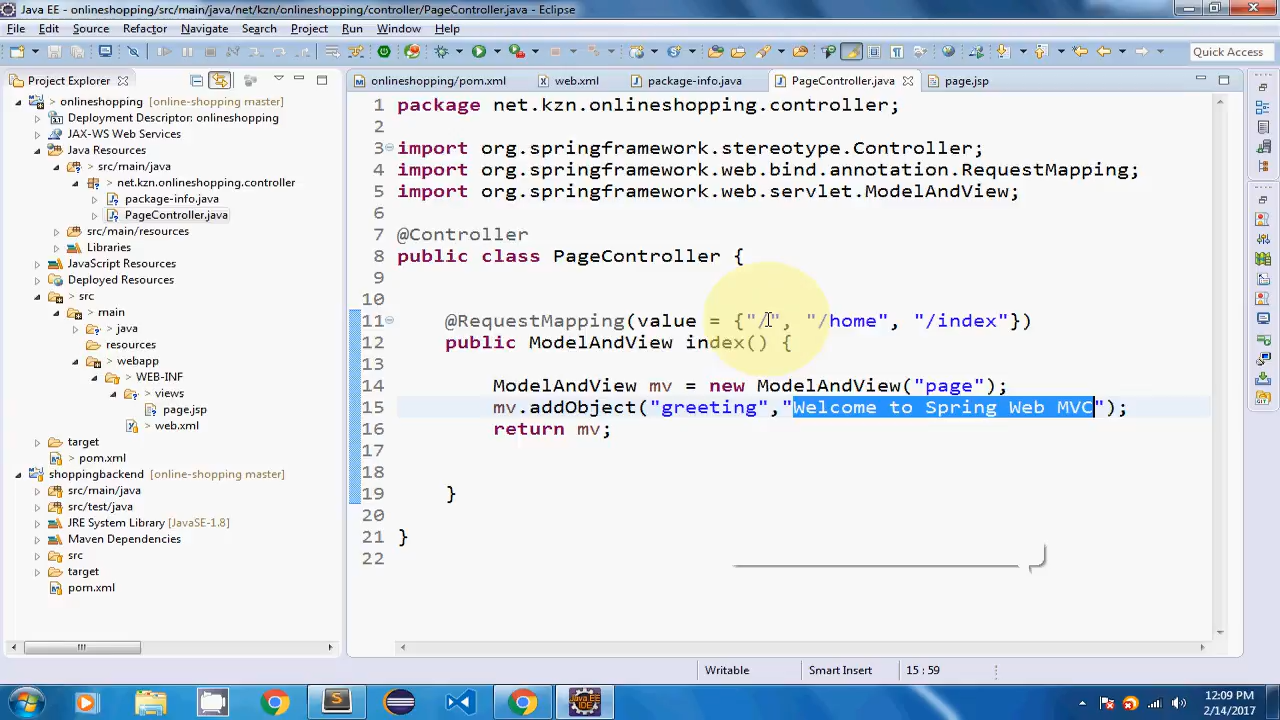 Java EE - onlineshopping/src/main/java/net/kzn/onlineshopping/controller/PageController.java - Eclipse
File Edit Source Refactor Navigate Search Project Run Window Help
Quick Access
Project Explorer
onlineshopping/pom.xml web.xml package-info.java PageController.java page.jsp
onlineshopping [online-shopping master]
Deployment Descriptor: onlineshopping
JAX-WS Web Services
Java Resources
> src/main/java
> net.kzn.onlineshopping.controller
package-info.java
PageController.java
src/main/resources
Libraries
JavaScript Resources
Deployed Resources
> src
> main
> java
resources
> webapp
> WEB-INF
> views
> page.jsp
> web.xml
target
> pom.xml
shoppingbackend [online-shopping master]
src/main/java
src/test/java
JRE System Library [JavaSE-1.8]
Maven Dependencies
src
target
pom.xml
1 package net.kzn.onlineshopping.controller;
2
3 import org.springframework.stereotype.Controller;
4 import org.springframework.web.bind.annotation.RequestMapping;
5 import org.springframework.web.servlet.ModelAndView;
6
7 @Controller
8 public class PageController {
9
10
11 @RequestMapping(value = {"/", "/home", "/index"})
12 public ModelAndView index() {
13
14 ModelAndView mv = new ModelAndView("page");
15 mv.addObject("greeting","Welcome to Spring Web MVC");
16 return mv;
17
18
19 }
20
21 }
22
Writable Smart Insert 15 : 59
12:09 PM
2/14/2017